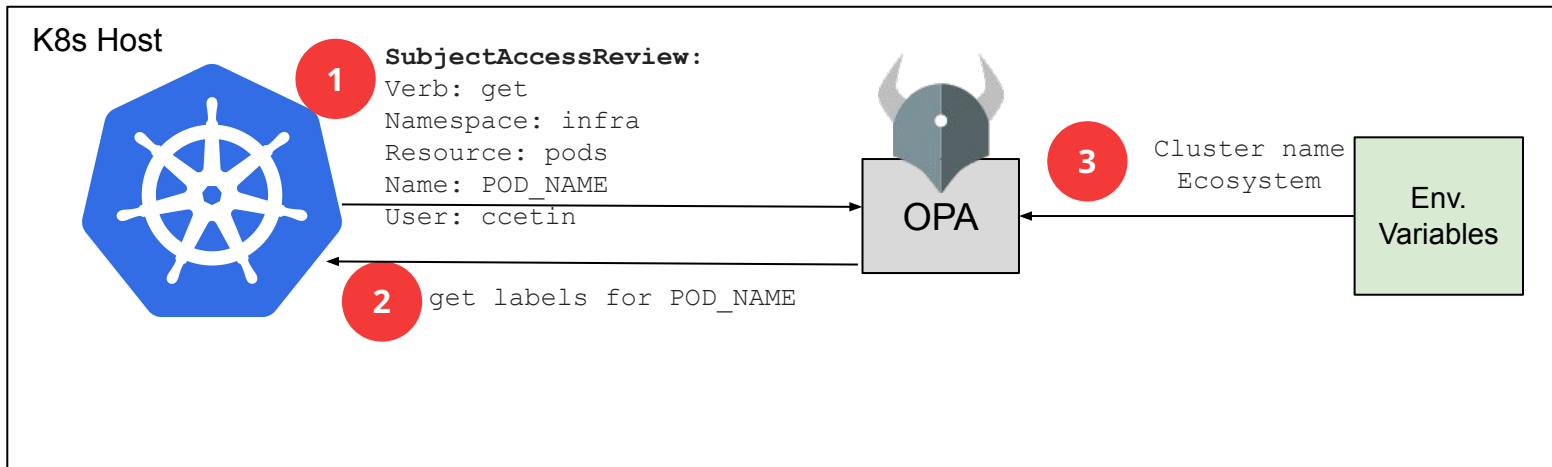 K8s Host
1
SubjectAccessReview:
Verb: get
Namespace: infra
Resource: pods
Name: POD_NAME
User: ccetin
OPA
3
Cluster name
Ecosystem
Env.
Variables
2
get labels for POD_NAME